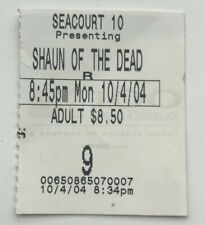 SEACOURT 10
Presenting
SHAUN OF THE DEAD
R
8:45pm Mon 10/4/04
ADULT $8.50
9
00650865070007
10/4/04 8:34pm